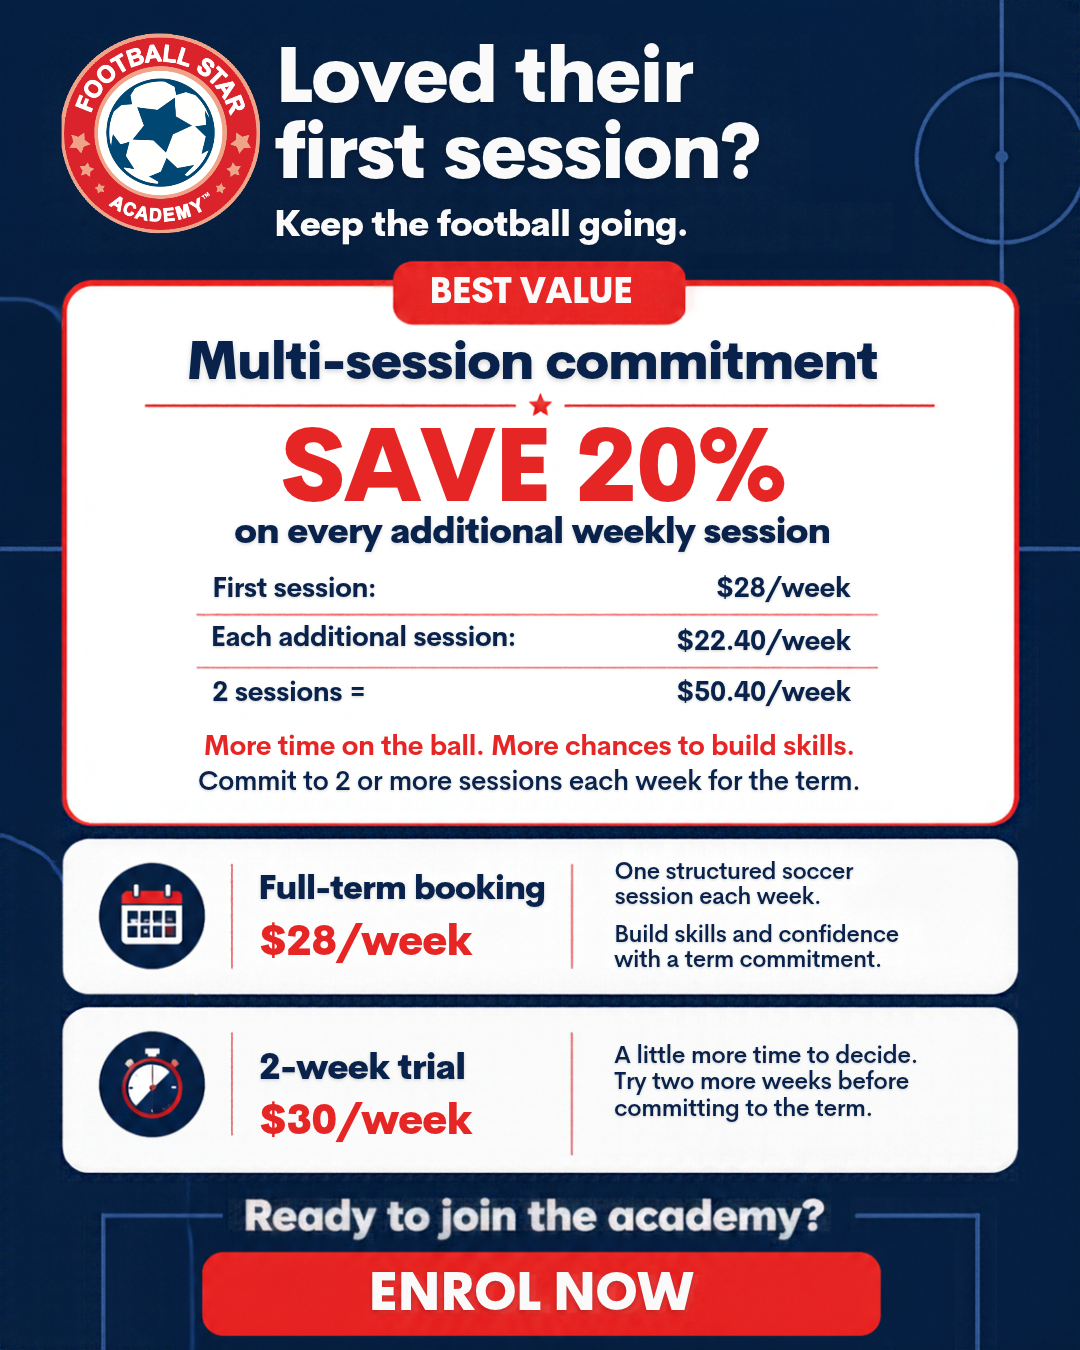 FOOTBALL STAR
ACADEMY™
Loved their
first session?
Keep the football going.
BEST VALUE
Multi-session commitment
SAVE 20%
on every additional weekly session
First session: $28/week
Each additional session: $22.40/week
2 sessions = $50.40/week
More time on the ball. More chances to build skills.
Commit to 2 or more sessions each week for the term.
Full-term booking
$28/week
One structured soccer
session each week.
Build skills and confidence
with a term commitment.
2-week trial
$30/week
A little more time to decide.
Try two more weeks before
committing to the term.
Ready to join the academy?
ENROL NOW